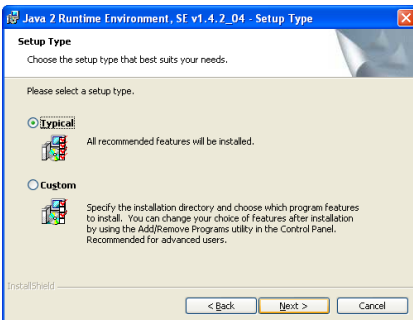 Java 2 Runtime Environment, SE v1.4.2_04 - Setup Type
Setup Type
Choose the setup type that best suits your needs.
Please select a setup type.
Typical
All recommended features will be installed.
Custom
Specify the installation directory and choose which program features
to install. You can change your choice of features after installation
by using the Add/Remove Programs utility in the Control Panel.
Recommended for advanced users.
InstallShield
< Back Next > Cancel